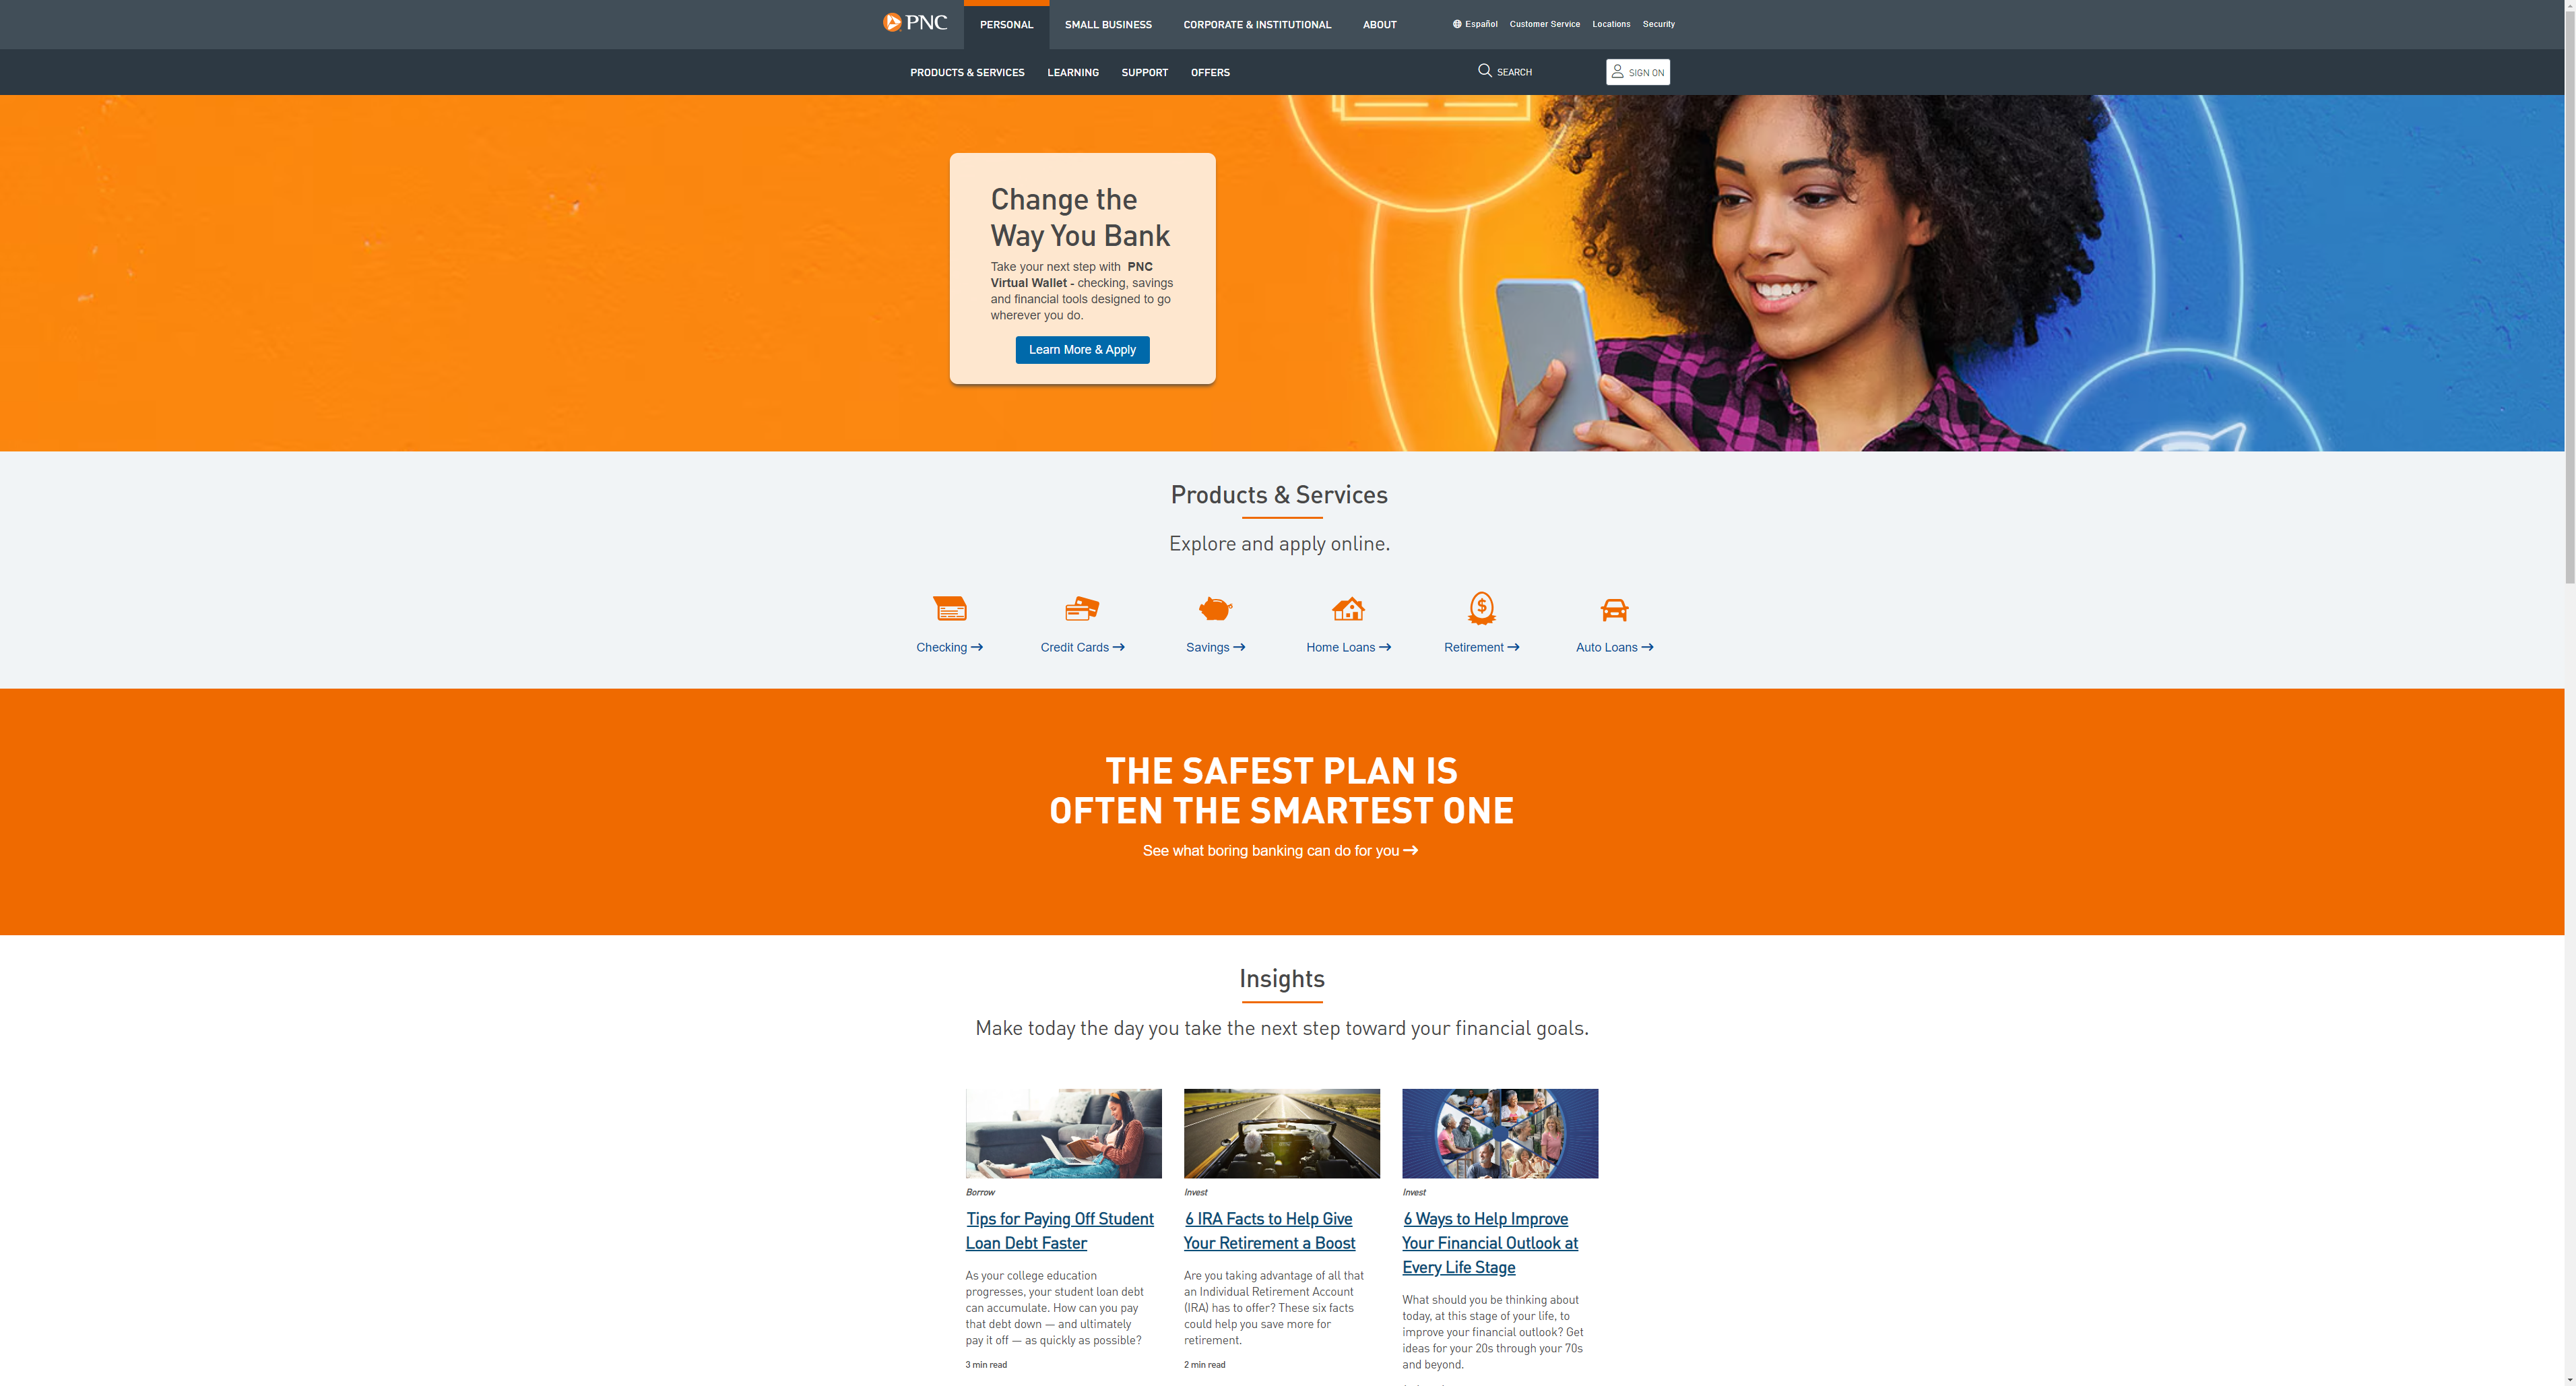 PNC
PERSONAL
SMALL BUSINESS
CORPORATE & INSTITUTIONAL
ABOUT
Español
Customer Service
Locations
Security
PRODUCTS & SERVICES
LEARNING
SUPPORT
OFFERS
SEARCH
SIGN ON
Change the
Way You Bank
Take your next step with PNC
Virtual Wallet - checking, savings
and financial tools designed to go
wherever you do.
Learn More & Apply
Products & Services
Explore and apply online.
Checking →
Credit Cards →
Savings →
Home Loans →
Retirement →
Auto Loans →
THE SAFEST PLAN IS
OFTEN THE SMARTEST ONE
See what boring banking can do for you →
Insights
Make today the day you take the next step toward your financial goals.
Borrow
Tips for Paying Off Student
Loan Debt Faster
As your college education
progresses, your student loan debt
can accumulate. How can you pay
that debt down — and ultimately
pay it off — as quickly as possible?
3 min read
Invest
6 IRA Facts to Help Give
Your Retirement a Boost
Are you taking advantage of all that
an Individual Retirement Account
(IRA) has to offer? These six facts
could help you save more for
retirement.
2 min read
Invest
6 Ways to Help Improve
Your Financial Outlook at
Every Life Stage
What should you be thinking about
today, at this stage of your life, to
improve your financial outlook? Get
ideas for your 20s through your 70s
and beyond.